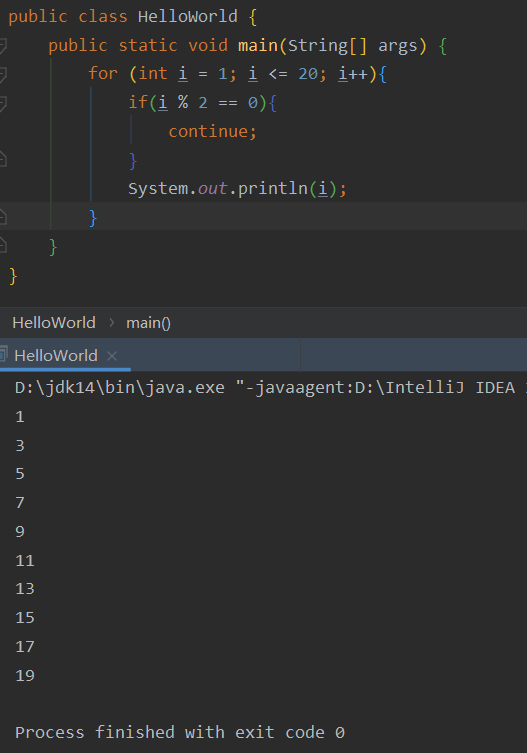 public class HelloWorld {
    public static void main(String[] args) {
        for (int i = 1; i <= 20; i++){
            if(i % 2 == 0){
                continue;
            }
            System.out.println(i);
        }
    }
}
HelloWorld › main()
HelloWorld ×
D:\jdk14\bin\java.exe "-javaagent:D:\IntelliJ IDEA
1
3
5
7
9
11
13
15
17
19
Process finished with exit code 0